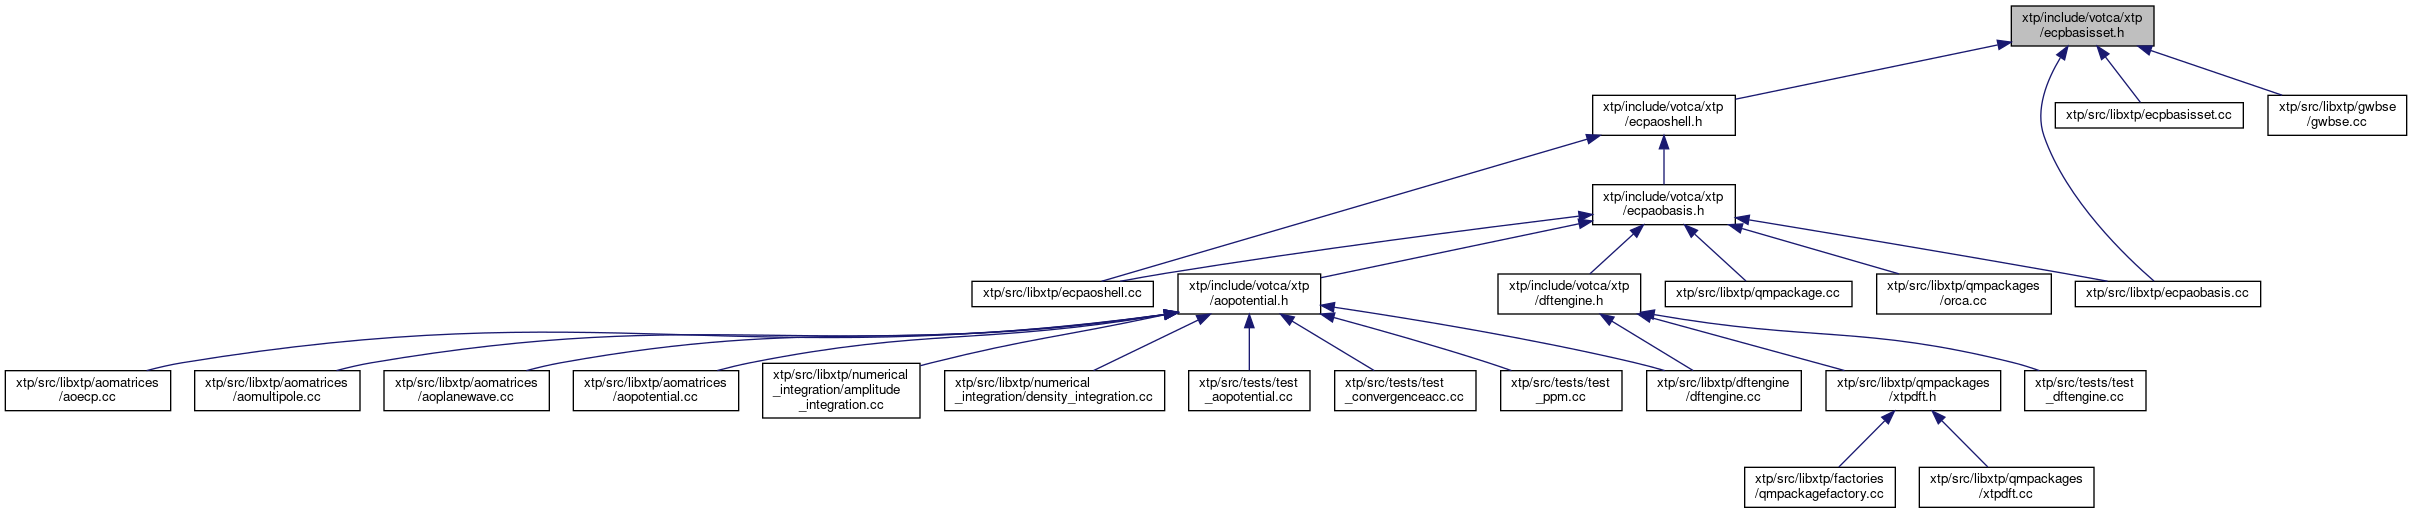 xtp/include/votca/xtp
/ecpbasisset.h
xtp/include/votca/xtp
/ecpaoshell.h
xtp/src/libxtp/ecpbasisset.cc
xtp/src/libxtp/gwbse
/gwbse.cc
xtp/include/votca/xtp
/ecpaobasis.h
xtp/src/libxtp/ecpaoshell.cc
xtp/include/votca/xtp
/aopotential.h
xtp/include/votca/xtp
/dftengine.h
xtp/src/libxtp/qmpackage.cc
xtp/src/libxtp/qmpackages
/orca.cc
xtp/src/libxtp/ecpaobasis.cc
xtp/src/libxtp/aomatrices
/aoecp.cc
xtp/src/libxtp/aomatrices
/aomultipole.cc
xtp/src/libxtp/aomatrices
/aoplanewave.cc
xtp/src/libxtp/aomatrices
/aopotential.cc
xtp/src/libxtp/numerical
_integration/amplitude
_integration.cc
xtp/src/libxtp/numerical
_integration/density_integration.cc
xtp/src/tests/test
_aopotential.cc
xtp/src/tests/test
_convergenceacc.cc
xtp/src/tests/test
_ppm.cc
xtp/src/libxtp/dftengine
/dftengine.cc
xtp/src/libxtp/qmpackages
/xtpdft.h
xtp/src/tests/test
_dftengine.cc
xtp/src/libxtp/factories
/qmpackagefactory.cc
xtp/src/libxtp/qmpackages
/xtpdft.cc